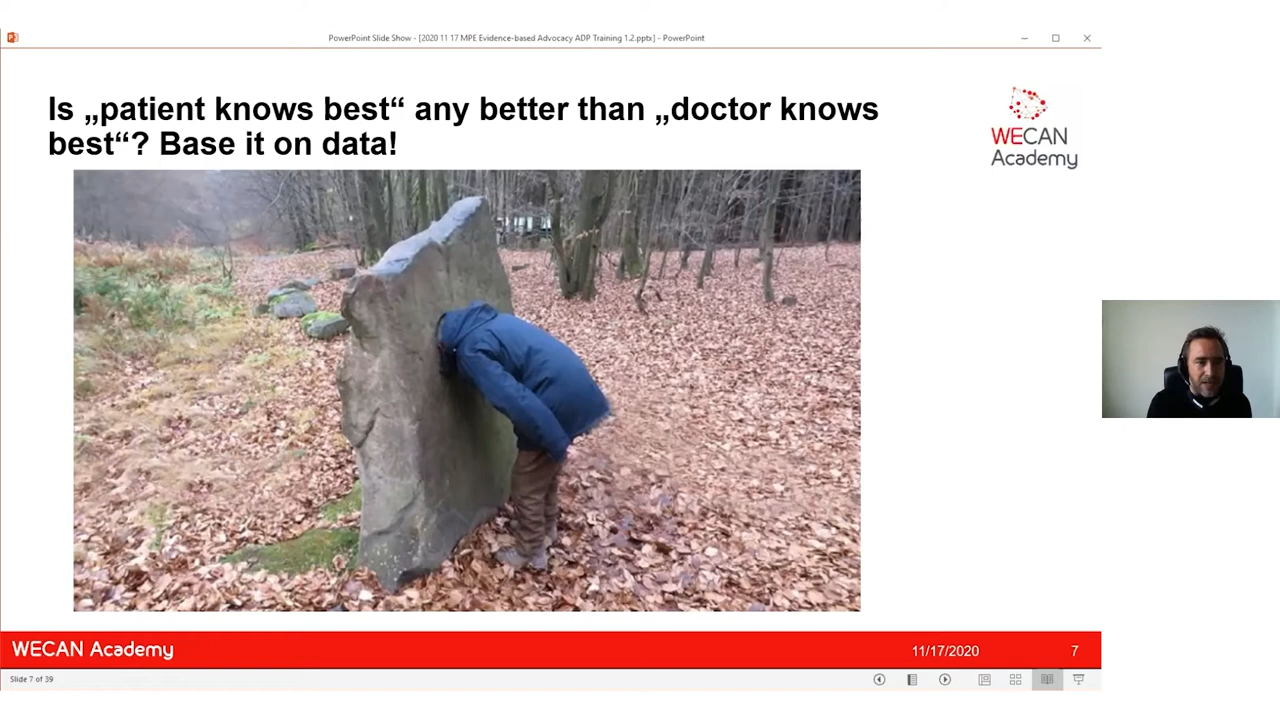 PowerPoint Slide Show - [2020 11 17 MPE Evidence-based Advocacy ADP Training 1.2.pptx] - PowerPoint
Is „patient knows best“ any better than „doctor knows
best“? Base it on data!
WECAN
Academy
WECAN Academy
11/17/2020
7
Slide 7 of 39